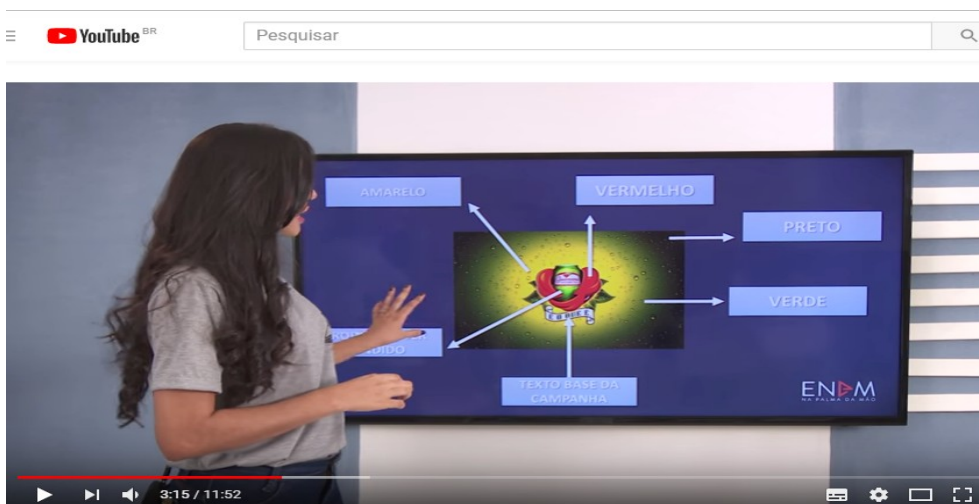 YouTube BR
Pesquisar
AMARELO
VERMELHO
PRETO
VERDE
TEXTO BASE DA
CAMPANHA
É O QUE É
ENEM
NA PALMA DA MÃO
3:15 / 11:52